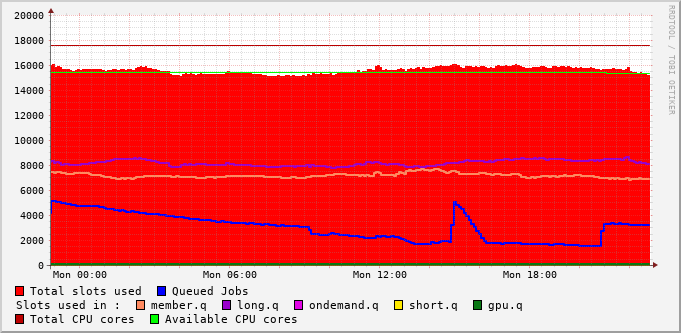 20000
18000
16000
14000
12000
10000
8000
6000
4000
2000
0
Mon 00:00 Mon 06:00 Mon 12:00 Mon 18:00
Total slots used Queued Jobs
Slots used in : member.q long.q ondemand.q short.q gpu.q
Total CPU cores Available CPU cores
RRDTOOL / TOBI OETIKER